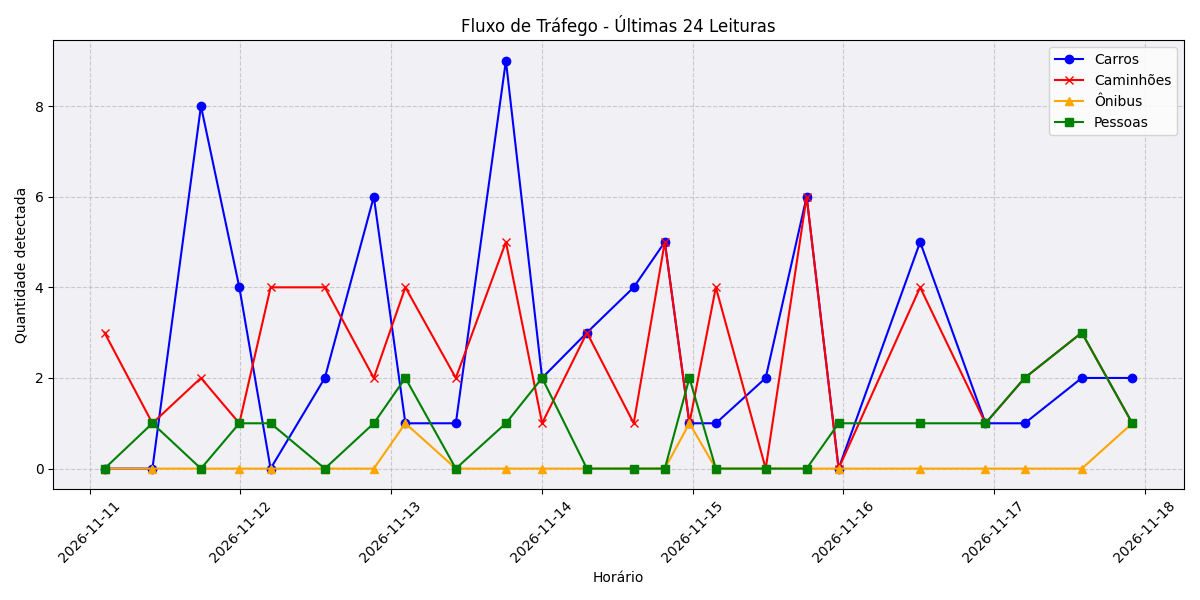 Fluxo de Tráfego - Últimas 24 Leituras
Carros
Caminhões
Ônibus
Pessoas
Quantidade detectada
8
6
4
2
0
2026-11-11
2026-11-12
2026-11-13
2026-11-14
2026-11-15
2026-11-16
2026-11-17
2026-11-18
Horário